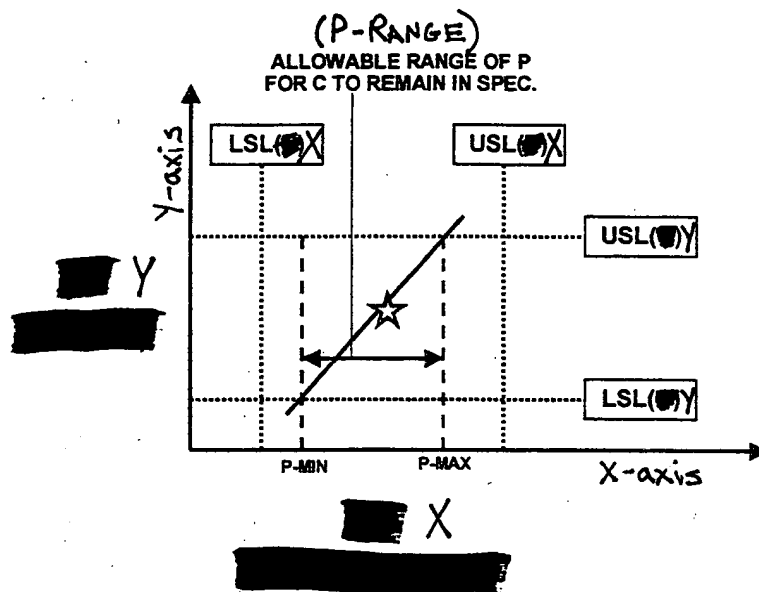 (P-RANGE)
ALLOWABLE RANGE OF P
FOR C TO REMAIN IN SPEC.
LSL( )X
USL( )X
y-axis
USL( )Y
Y
LSL( )Y
P-MIN
P-MAX
X-axis
X